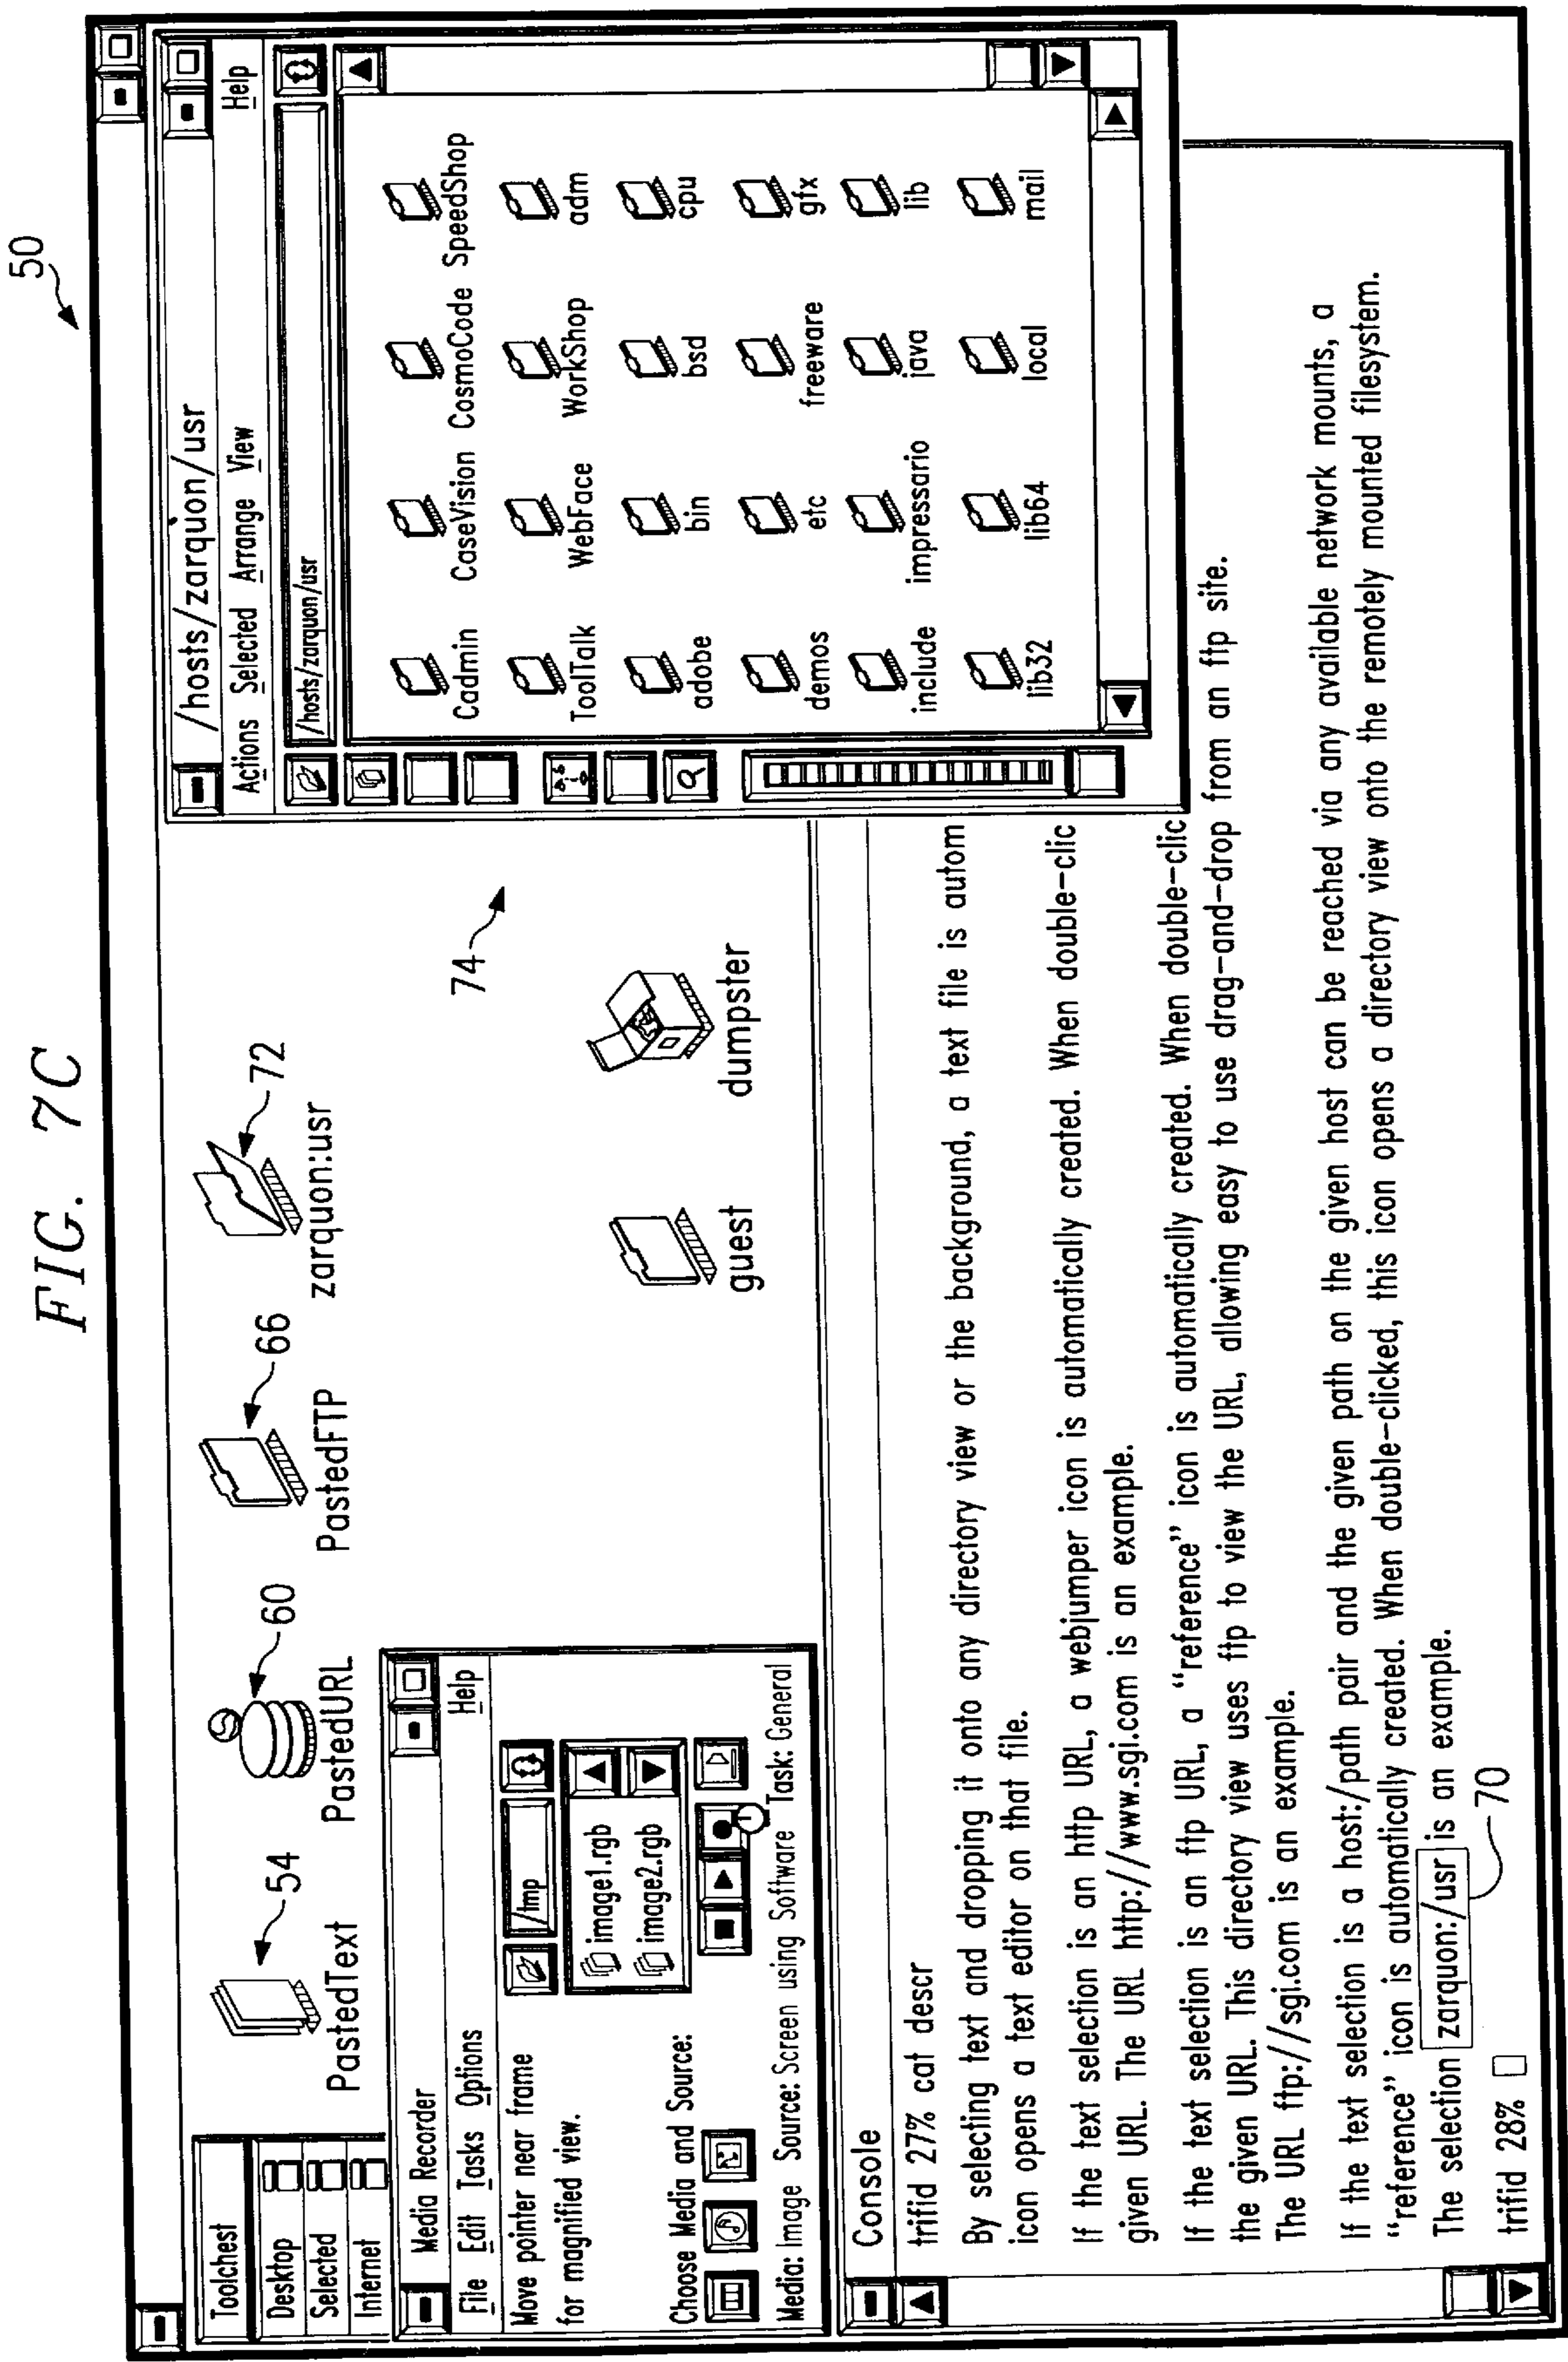 FIG. 7C
50
Toolchest
Desktop
Selected
Internet
54
PastedText
60
PastedURL
66
PastedFTP
72
zarquon:usr
74
guest
dumpster
Media Recorder
File Edit Tasks Options Help
Move pointer near frame
for magnified view.
/tmp
image1.rgb
image2.rgb
Choose Media and Source:
Media: Image Source: Screen using Software Task: General
/hosts/zarquon/usr
Actions Selected Arrange View Help
/hosts/zarquon/usr
Cadmin CaseVision CosmoCode SpeedShop
ToolTalk WebFace WorkShop adm
adobe bin bsd cpu
demos etc freeware gfx
include impressario java lib
lib32 lib64 local mail
Console
trifid 27% cat descr
By selecting text and dropping it onto any directory view or the background, a text file is autom
icon opens a text editor on that file.
If the text selection is an http URL, a webjumper icon is automatically created. When double-clic
given URL. The URL http://www.sgi.com is an example.
If the text selection is an ftp URL, a "reference" icon is automatically created. When double-clic
the given URL. This directory view uses ftp to view the URL, allowing easy to use drag-and-drop from an ftp site.
The URL ftp://sgi.com is an example.
If the text selection is a host:/path pair and the given path on the given host can be reached via any available network mounts, a
"reference" icon is automatically created. When double-clicked, this icon opens a directory view onto the remotely mounted filesystem.
The selection zarquon:/usr is an example.
70
trifid 28%